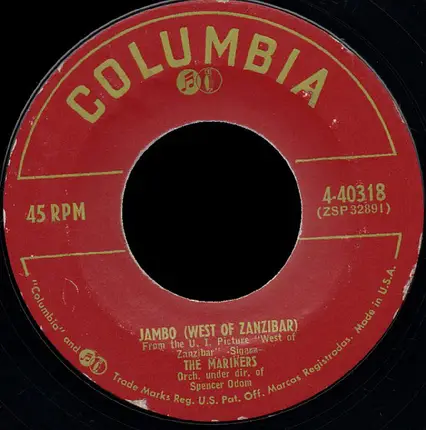 COLUMBIA
45 RPM
4-40318
(ZSP 32891)
JAMBO (WEST OF ZANZIBAR)
From the U. I. Picture "West of
Zanzibar" -Sigara-
THE MARINERS
Orch. under dir. of
Spencer Odom
"Columbia" and Trade Marks Reg. U.S. Pat. Off. Marcas Registradas. Made in U.S.A.